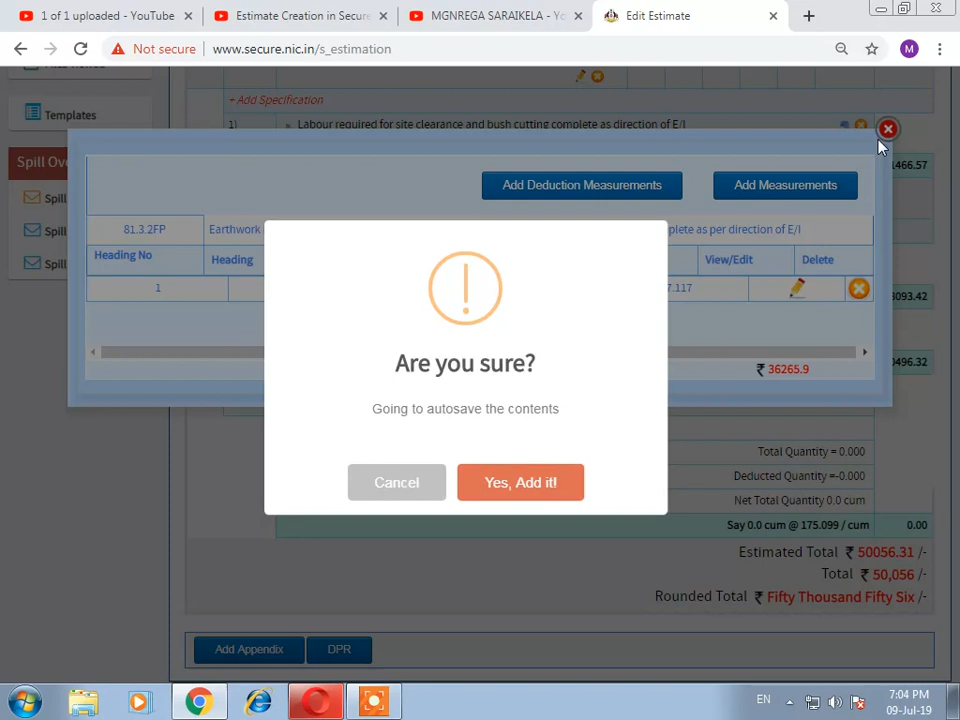 1 of 1 uploaded - YouTube
Estimate Creation in Secure
MGNREGA SARAIKELA - Yo
Edit Estimate
Not secure
www.secure.nic.in/s_estimation
M
Templates
Spill Ove
Spill
Spill
Spill
+ Add Specification
1)
Labour required for site clearance and bush cutting complete as direction of E/I
1466.57
Add Deduction Measurements
Add Measurements
81.3.2FP
Earthwork
plete as per direction of E/I
Heading No
Heading
View/Edit
Delete
1
7.117
₹ 36265.9
3093.42
0496.32
Are you sure?
Going to autosave the contents
Cancel
Yes, Add it!
Total Quantity = 0.000
Deducted Quantity =-0.000
Net Total Quantity 0.0 cum
Say 0.0 cum @ 175.099 / cum
0.00
Estimated Total ₹ 50056.31 /-
Total ₹ 50,056 /-
Rounded Total ₹ Fifty Thousand Fifty Six /-
Add Appendix
DPR
EN
7:04 PM
09-Jul-19